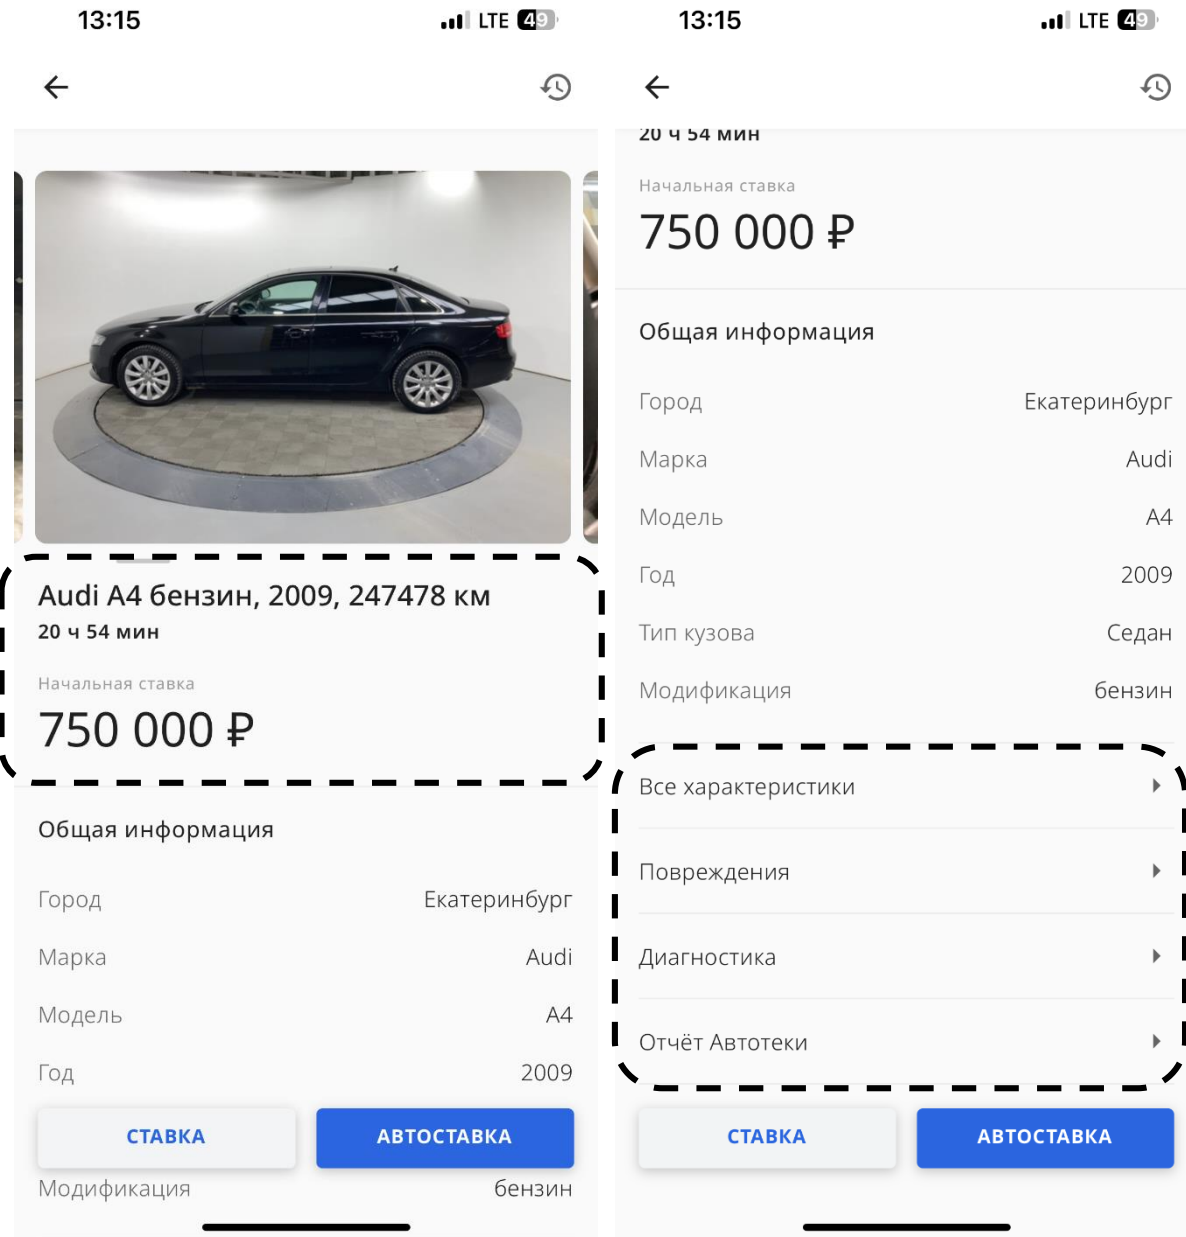 13:15
LTE 49
Audi A4 бензин, 2009, 247478 км
20 ч 54 мин
Начальная ставка
750 000 ₽
Общая информация
Город Екатеринбург
Марка Audi
Модель A4
Год 2009
СТАВКА АВТОСТАВКА
Модификация бензин
13:15
LTE 49
20 ч 54 мин
Начальная ставка
750 000 ₽
Общая информация
Город Екатеринбург
Марка Audi
Модель A4
Год 2009
Тип кузова Седан
Модификация бензин
Все характеристики
Повреждения
Диагностика
Отчёт Автотеки
СТАВКА АВТОСТАВКА